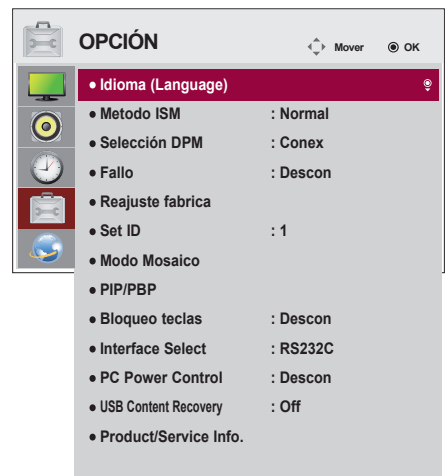 OPCIÓN Mover OK
● Idioma (Language)
● Metodo ISM : Normal
● Selección DPM : Conex
● Fallo : Descon
● Reajuste fabrica
● Set ID : 1
● Modo Mosaico
● PIP/PBP
● Bloqueo teclas : Descon
● Interface Select : RS232C
● PC Power Control : Descon
● USB Content Recovery : Off
● Product/Service Info.